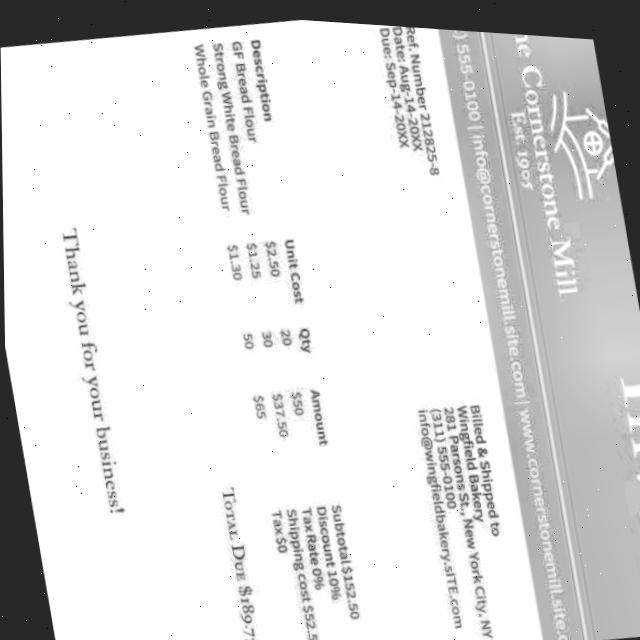 The Cornerstone Mill
Est. 1995
555-0100 | info@cornerstonemill.site.com | www.cornerstonemill.site.
Ref. Number 212825-8
Date: Aug-14-20XX
Due: Sep-14-20XX
Billed & Shipped to
Wingfield Bakery
281 Parsons St., New York City, NY
(311) 555-0100
info@wingfieldbakery.siTE.com
Description Unit Cost Qty Amount
GF Bread Flour $2.50 20 $50
Strong White Bread Flour $1.25 30 $37.50
Whole Grain Bread Flour $1.30 50 $65
Subtotal $152.50
Discount 10%
Tax Rate 0%
Shipping cost $52.5
Tax $0
Total Due $189.7
Thank you for your business!